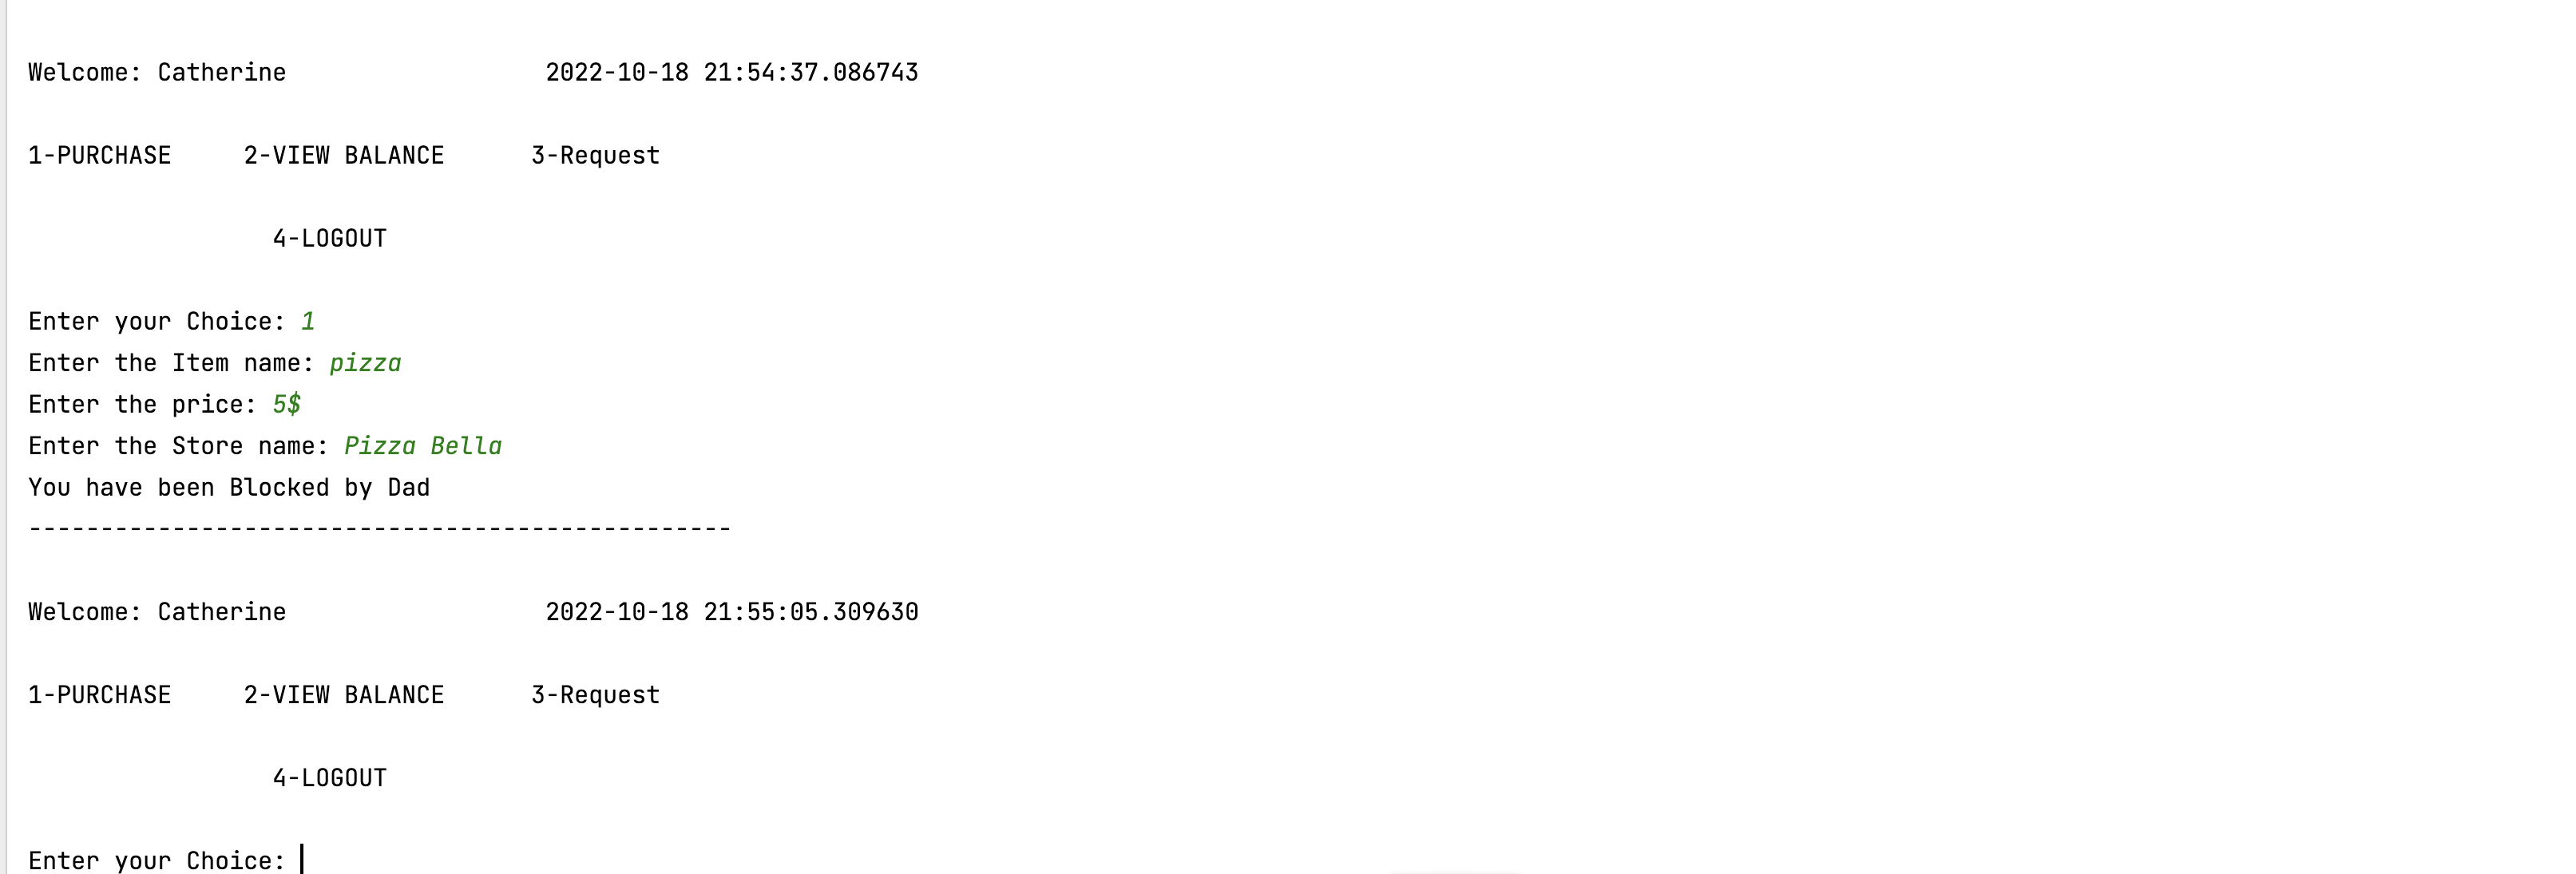 Welcome: Catherine                  2022-10-18 21:54:37.086743
1-PURCHASE     2-VIEW BALANCE      3-Request
                 4-LOGOUT
Enter your Choice: 1
Enter the Item name: pizza
Enter the price: 5$
Enter the Store name: Pizza Bella
You have been Blocked by Dad
-------------------------------------------------
Welcome: Catherine                  2022-10-18 21:55:05.309630
1-PURCHASE     2-VIEW BALANCE      3-Request
                 4-LOGOUT
Enter your Choice: